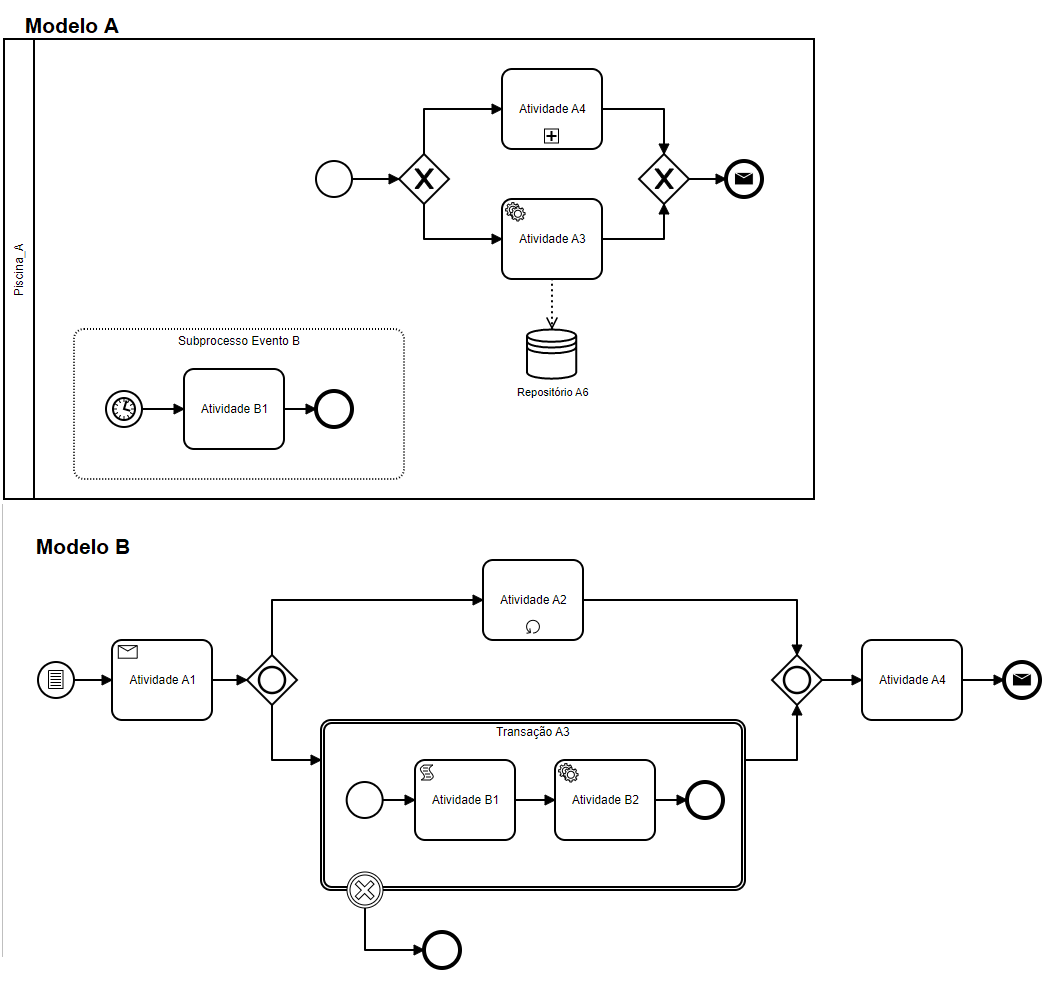 Modelo A
Piscina_A
Atividade A4
Atividade A3
Repositório A6
Subprocesso Evento B
Atividade B1
Modelo B
Atividade A1
Atividade A2
Transação A3
Atividade B1
Atividade B2
Atividade A4